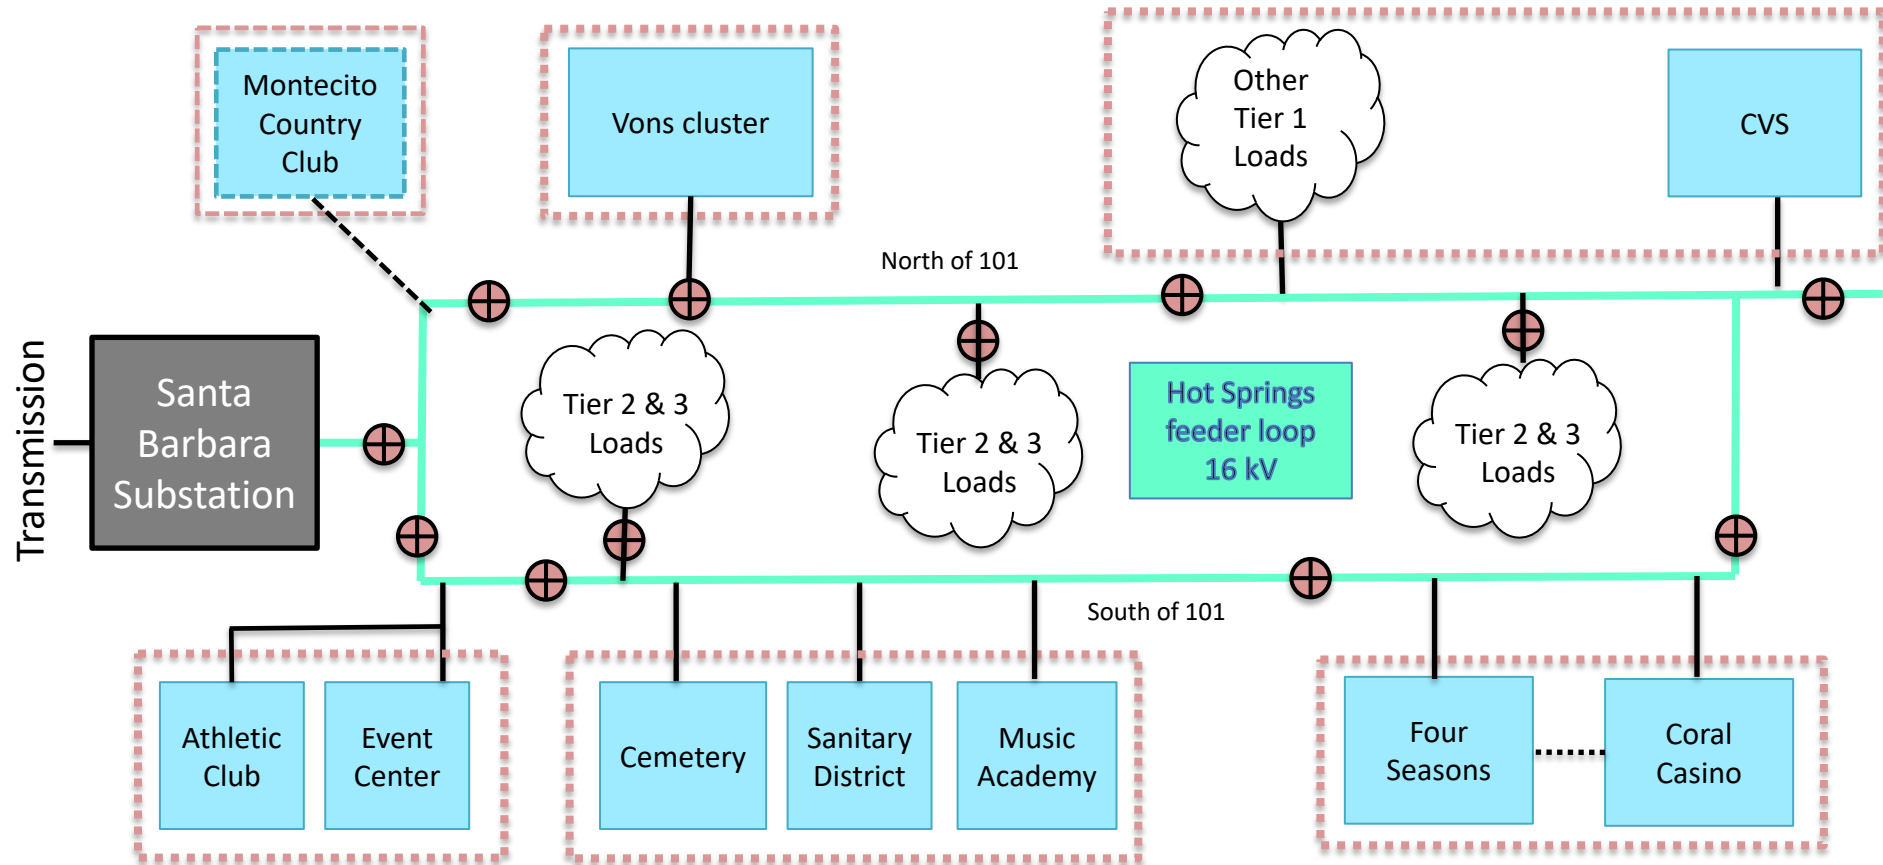 Montecito
Country
Club
Vons cluster
Other
Tier 1
Loads
CVS
North of 101
Transmission
Santa
Barbara
Substation
Tier 2 & 3
Loads
Tier 2 & 3
Loads
Hot Springs
feeder loop
16 kV
Tier 2 & 3
Loads
South of 101
Athletic
Club
Event
Center
Cemetery
Sanitary
District
Music
Academy
Four
Seasons
Coral
Casino